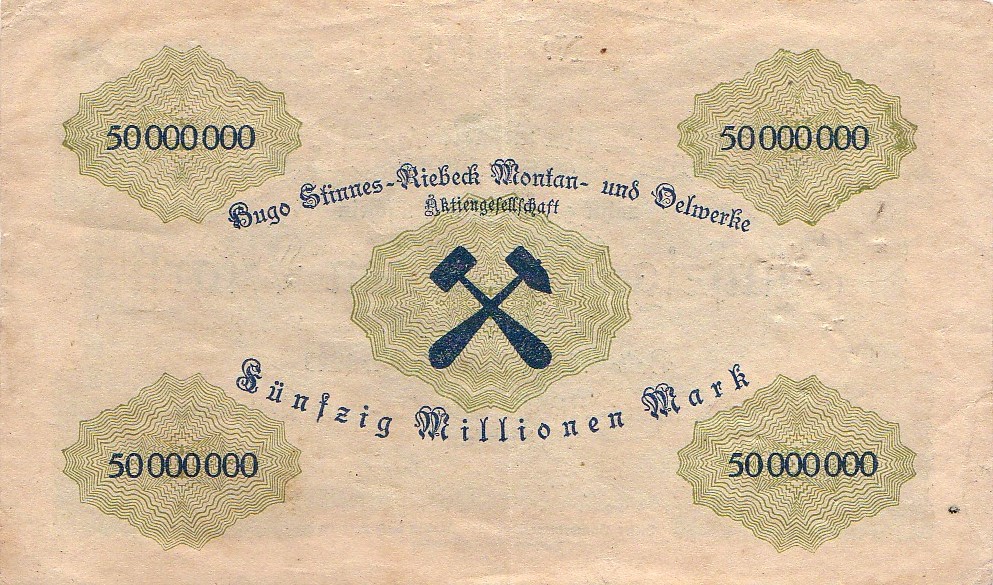 50000000
50000000
Hugo Stinnes-Riebeck Montan- und Oelwerke
Aktiengesellschaft
Fünfzig Millionen Mark
50000000
50000000